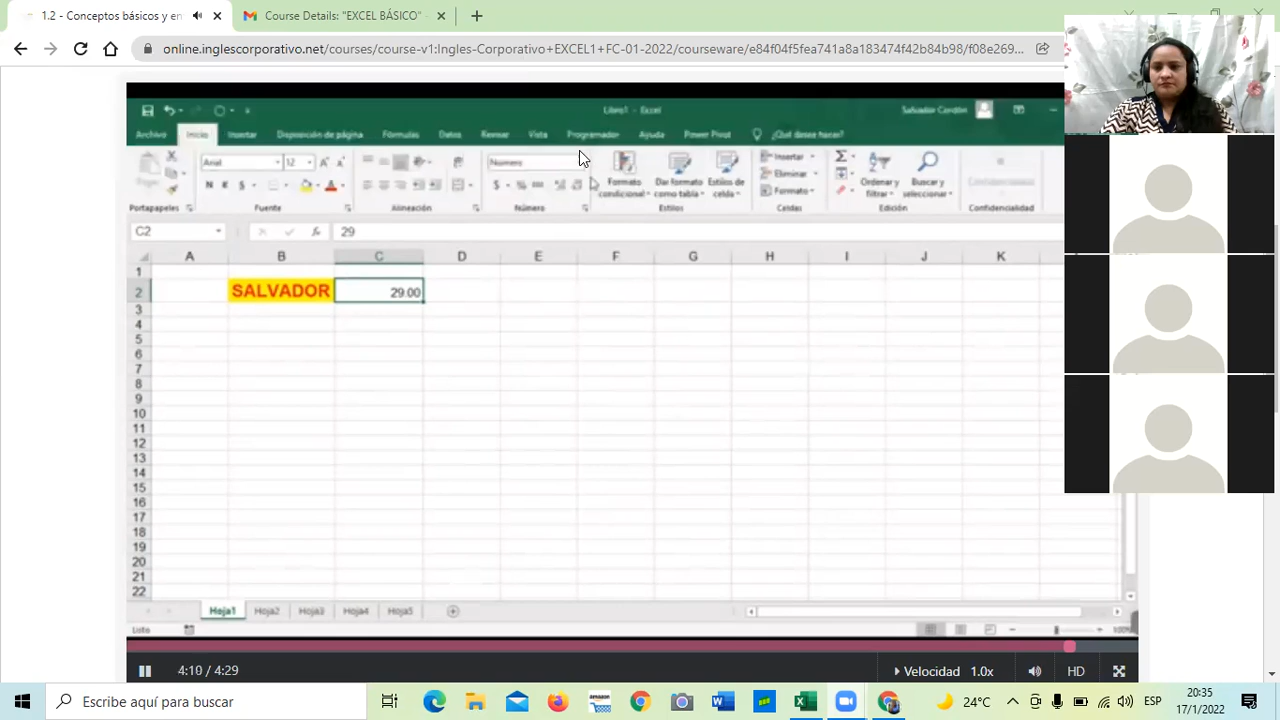 1.2 - Conceptos básicos y en
Course Details: "EXCEL BÁSICO"
online.inglescorporativo.net/courses/course-v1:Ingles-Corporativo+EXCEL1+FC-01-2022/courseware/e84f04f5fea741a8a183474f42b84b98/f08e269...
Libro1 - Excel
Archivo Inicio Insertar Disposición de página Fórmulas Datos Revisar Vista Programador Ayuda Power Pivot ¿Qué desea hacer?
Arial 12 Número Insertar
Formato condicional Dar formato como tabla Estilos de celda Eliminar Ordenar y filtrar Buscar y seleccionar Confidencialidad
N K S $ % 000 Formato
Portapapeles Fuente Alineación Número Estilos Celdas Edición Confidencialidad
C2 fx 29
A B C D E F G H I J K
1
2 SALVADOR 29.00
3
4
5
6
7
8
9
10
11
12
13
14
15
16
17
18
19
20
21
22
Hoja1 Hoja2 Hoja3 Hoja4 Hoja5
Listo 100%
4:19 / 4:29 Velocidad 1.0x HD
Escribe aquí para buscar 24°C ESP 20:35
17/1/2022